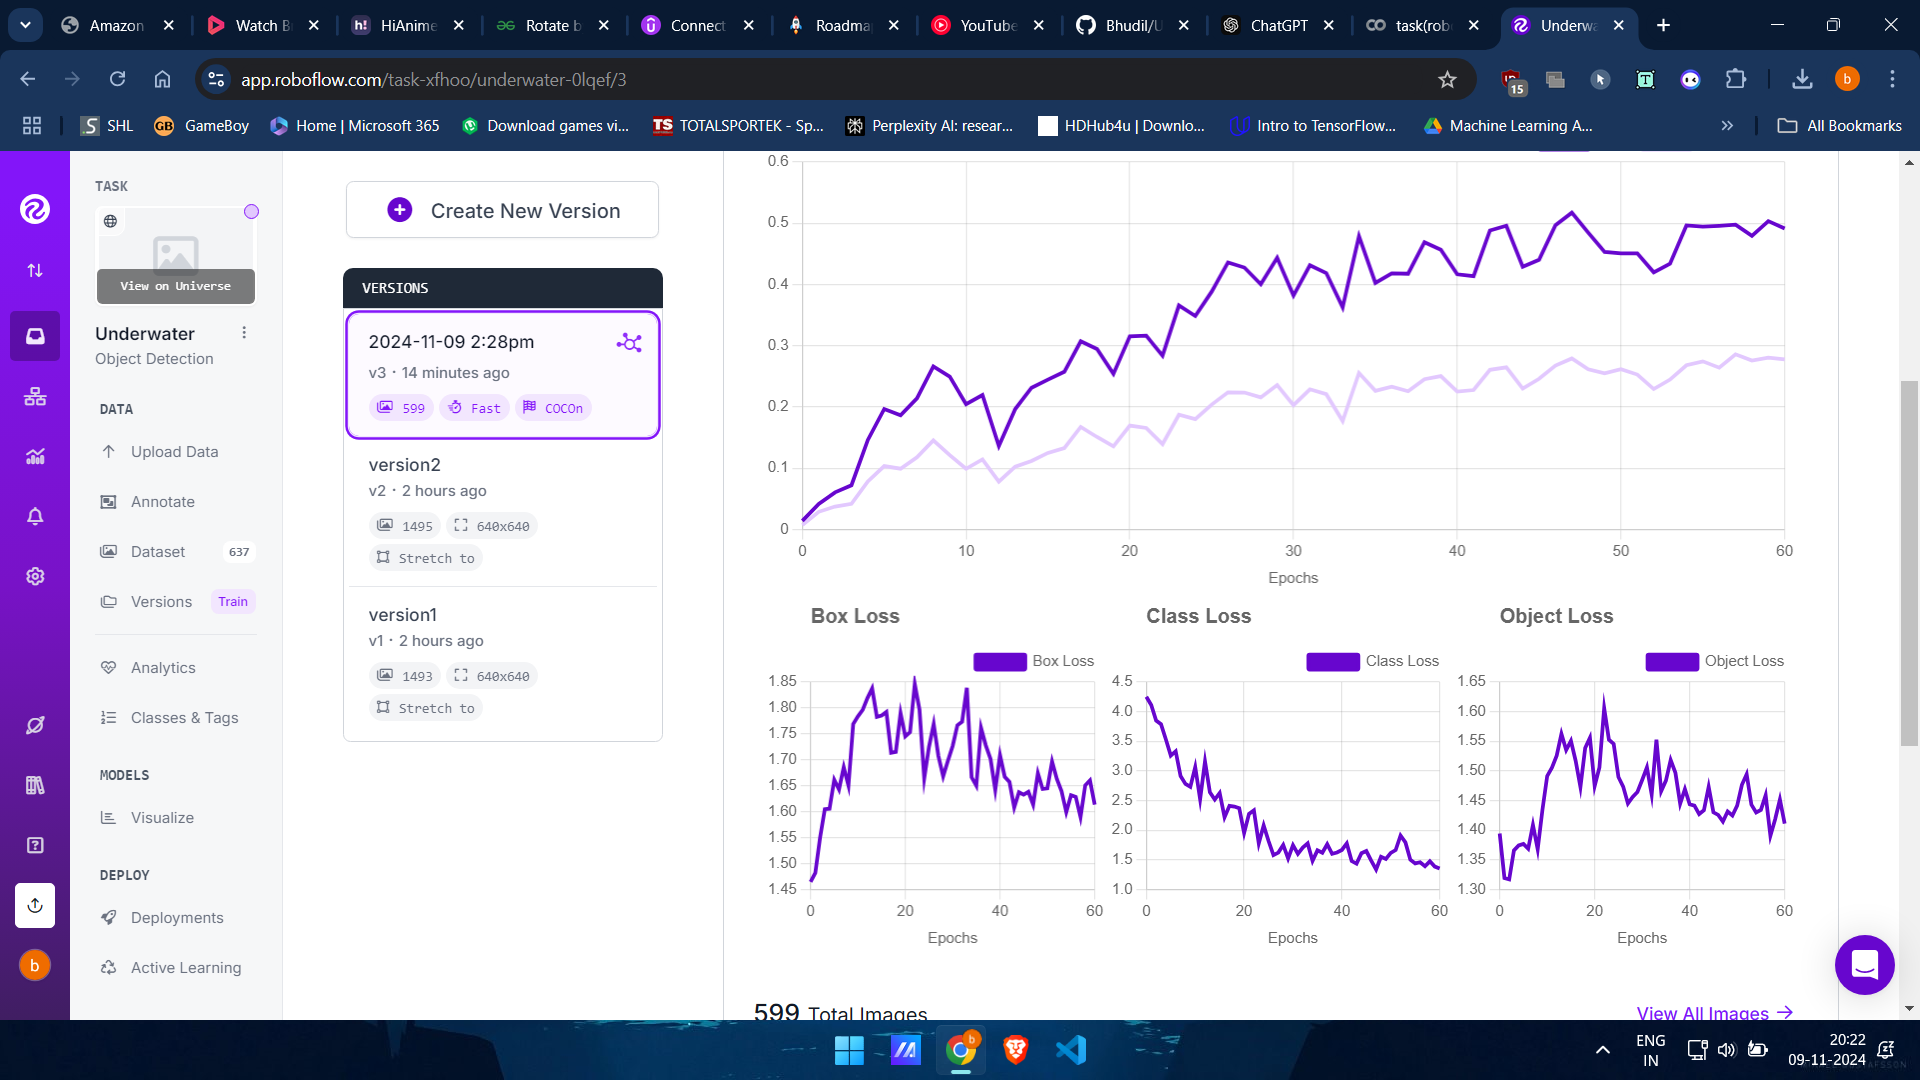 Amazon
Watch B
HiAnime
Rotate b
Connect
Roadma
YouTube
Bhudil/U
ChatGPT
task(rob
Underwa
app.roboflow.com/task-xfhoo/underwater-0lqef/3
15
b
SHL
GameBoy
Home | Microsoft 365
Download games vi...
TOTALSPORTEK - Sp...
Perplexity AI: resear...
HDHub4u | Downlo...
Intro to TensorFlow...
Machine Learning A...
All Bookmarks
TASK
View on Universe
Underwater
Object Detection
DATA
Upload Data
Annotate
Dataset 637
Versions Train
Analytics
Classes & Tags
MODELS
Visualize
DEPLOY
Deployments
Active Learning
b
Create New Version
VERSIONS
2024-11-09 2:28pm
v3 · 14 minutes ago
599 Fast COCOn
version2
v2 · 2 hours ago
1495 640x640
Stretch to
version1
v1 · 2 hours ago
1493 640x640
Stretch to
0.6
0.5
0.4
0.3
0.2
0.1
0
0 10 20 30 40 50 60
Epochs
Box Loss
Box Loss
1.85
1.80
1.75
1.70
1.65
1.60
1.55
1.50
1.45
0 20 40 60
Epochs
Class Loss
Class Loss
4.5
4.0
3.5
3.0
2.5
2.0
1.5
1.0
0 20 40 60
Epochs
Object Loss
Object Loss
1.65
1.60
1.55
1.50
1.45
1.40
1.35
1.30
0 20 40 60
Epochs
599 Total Images
View All Images →
ENG
IN
20:22
09-11-2024